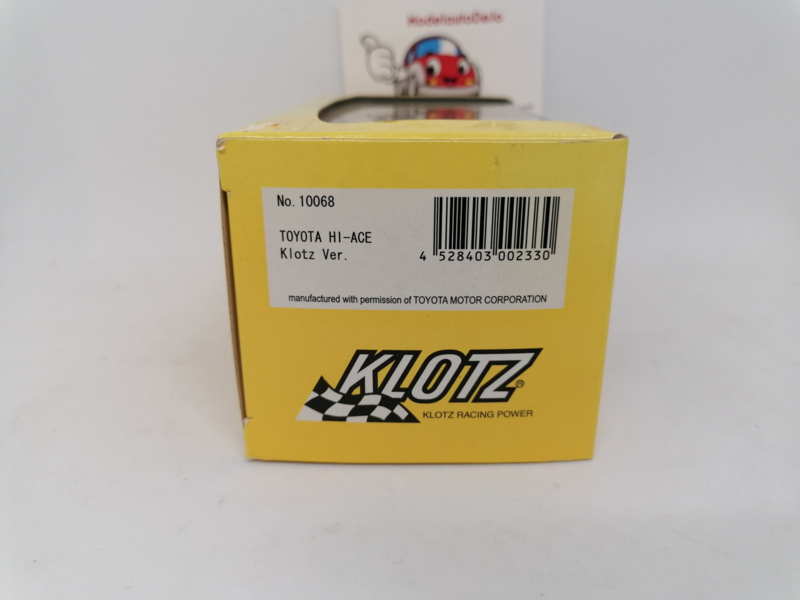 ModelautoDeJo
No. 10068
TOYOTA HI-ACE
Klotz Ver.
4 528403 002330
manufactured with permission of TOYOTA MOTOR CORPORATION
KLOTZ®
KLOTZ RACING POWER